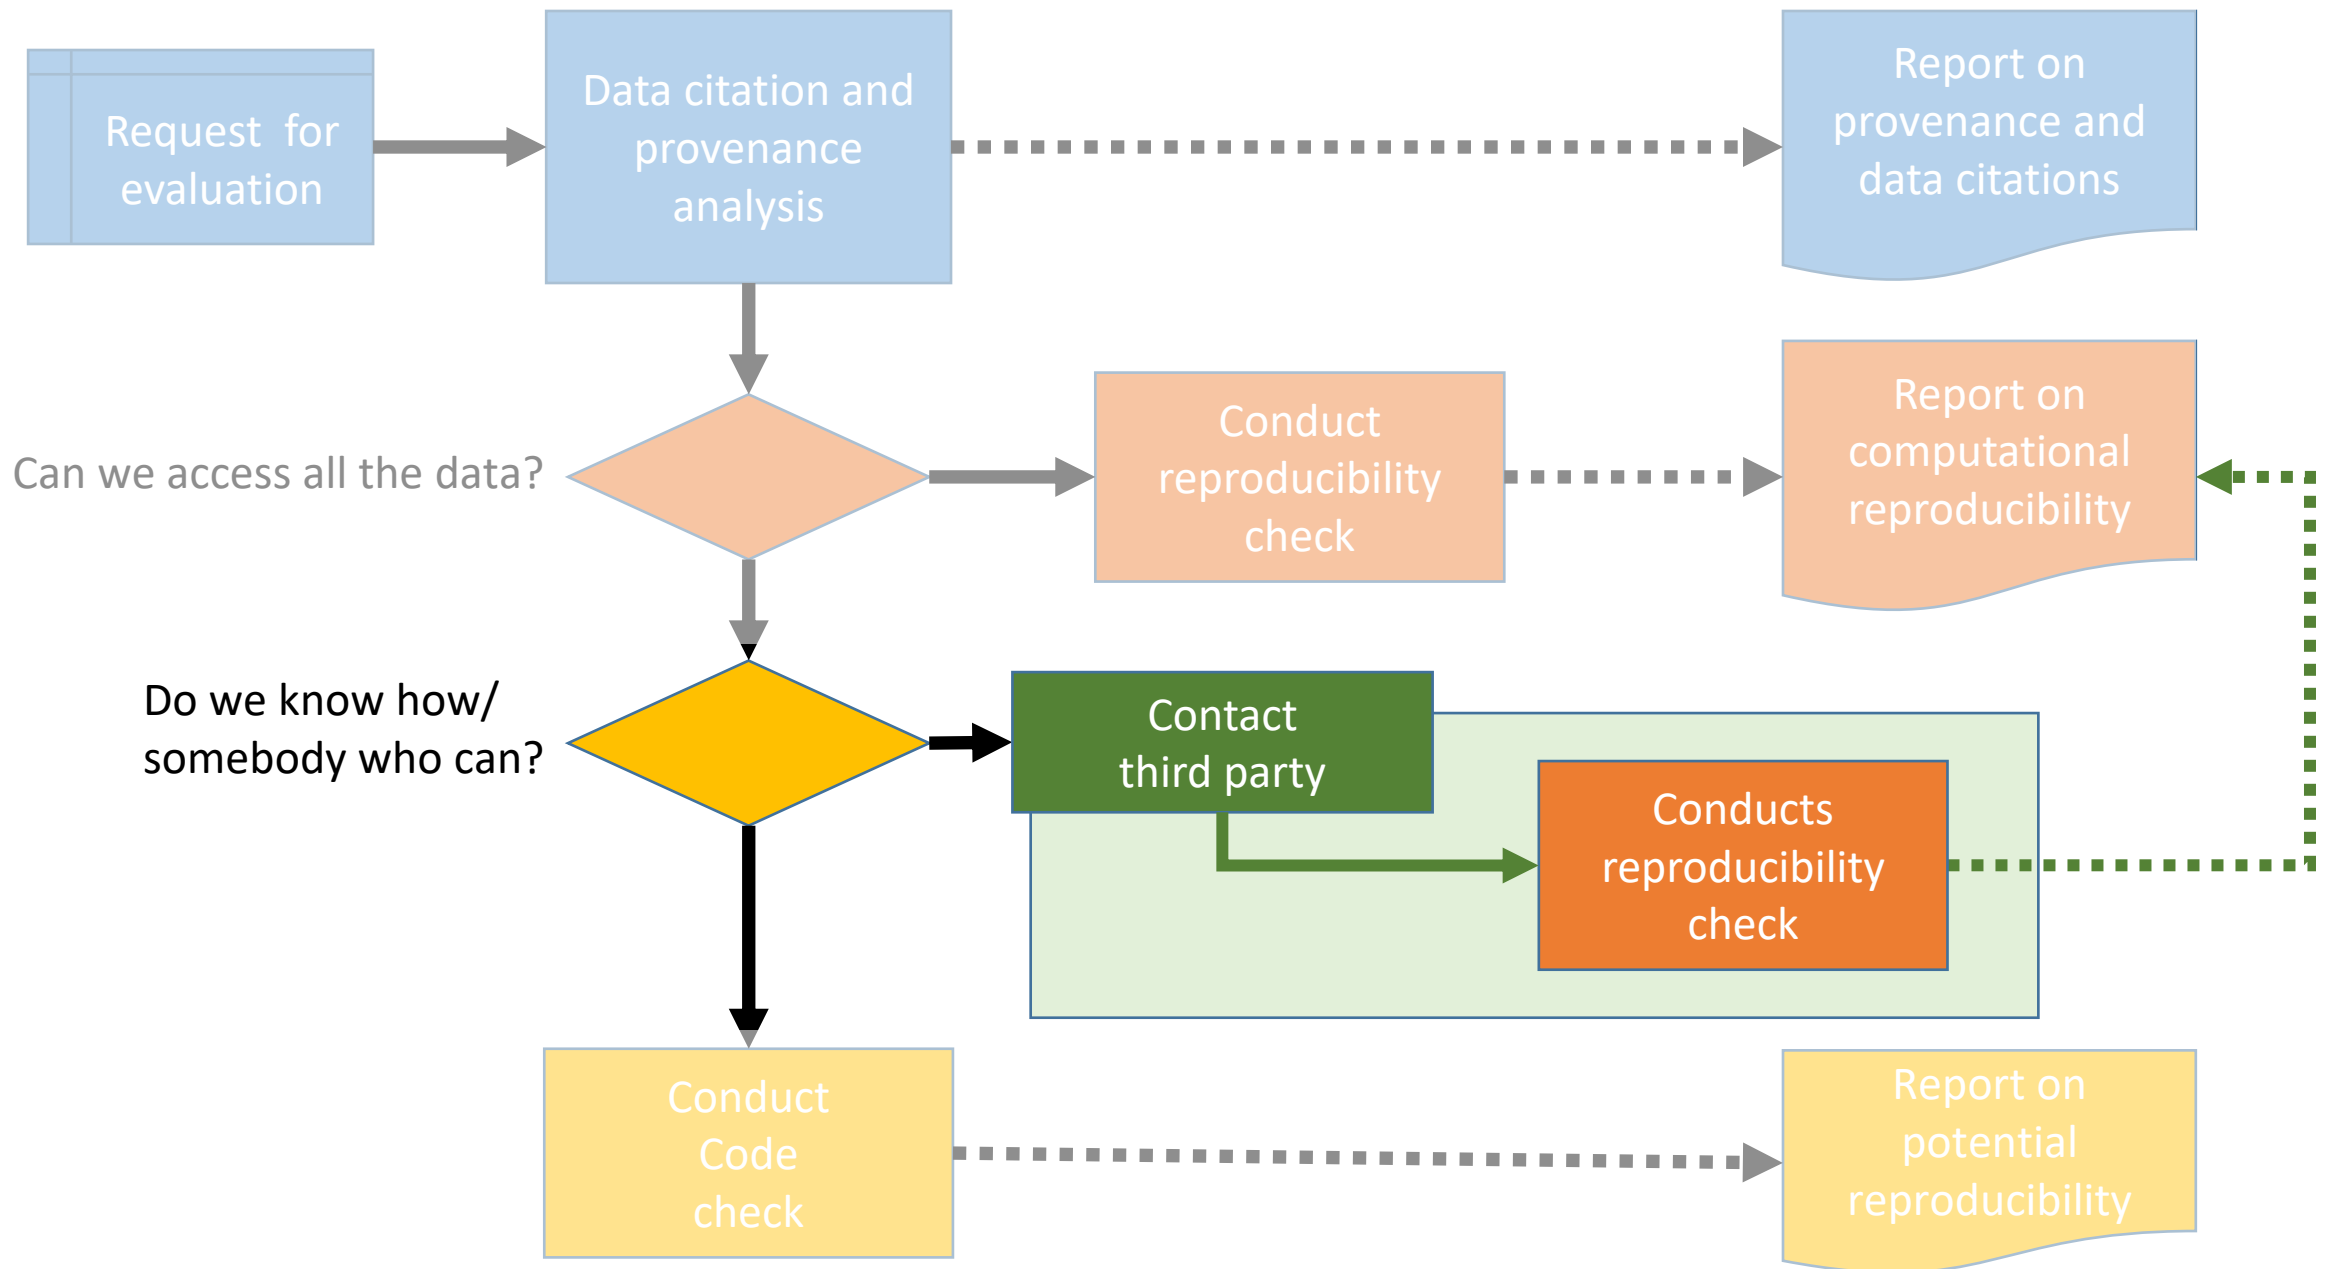 Request for
evaluation
Data citation and
provenance
analysis
Report on
provenance and
data citations
Can we access all the data?
Conduct
reproducibility
check
Report on
computational
reproducibility
Do we know how/
somebody who can?
Contact
third party
Conducts
reproducibility
check
Conduct
Code
check
Report on
potential
reproducibility